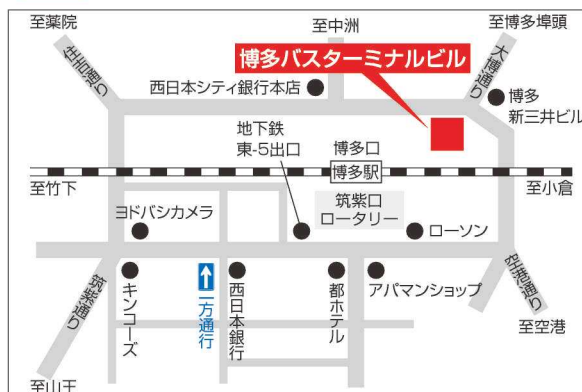 至薬院
至中洲
至博多埠頭
住吉通り
大博通り
博多バスターミナルビル
西日本シティ銀行本店
博多
新三井ビル
地下鉄
東-5出口
博多口
博多駅
至竹下
至小倉
筑紫口
ロータリー
ヨドバシカメラ
ローソン
筑紫通り
キンコーズ
一方通行
西日本銀行
都ホテル
アパマンショップ
空港通り
至空港
至山王